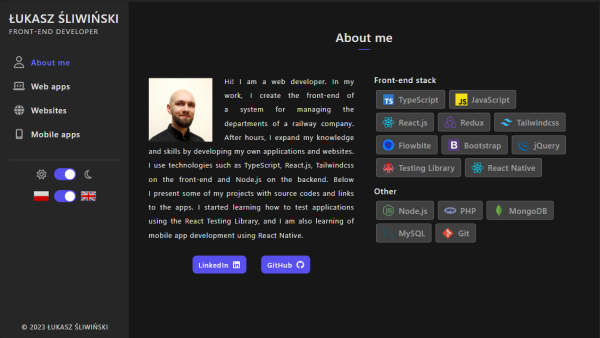 ŁUKASZ ŚLIWIŃSKI
FRONT-END DEVELOPER
About me
Web apps
Websites
Mobile apps
© 2023 ŁUKASZ ŚLIWIŃSKI
About me
Hi! I am a web developer. In my
work, I create the front-end of
a system for managing the
departments of a railway company.
After hours, I expand my knowledge
and skills by developing my own applications and websites.
I use technologies such as TypeScript, React.js, Tailwindcss
on the front-end and Node.js on the backend. Below
I present some of my projects with source codes and links
to the apps. I started learning how to test applications
using the React Testing Library, and I am also learning of
mobile app development using React Native.
LinkedIn
GitHub
Front-end stack
TS TypeScript JS JavaScript
React.js Redux Tailwindcss
Flowbite B Bootstrap jQuery
Testing Library React Native
Other
Node.js php PHP MongoDB
MySQL Git